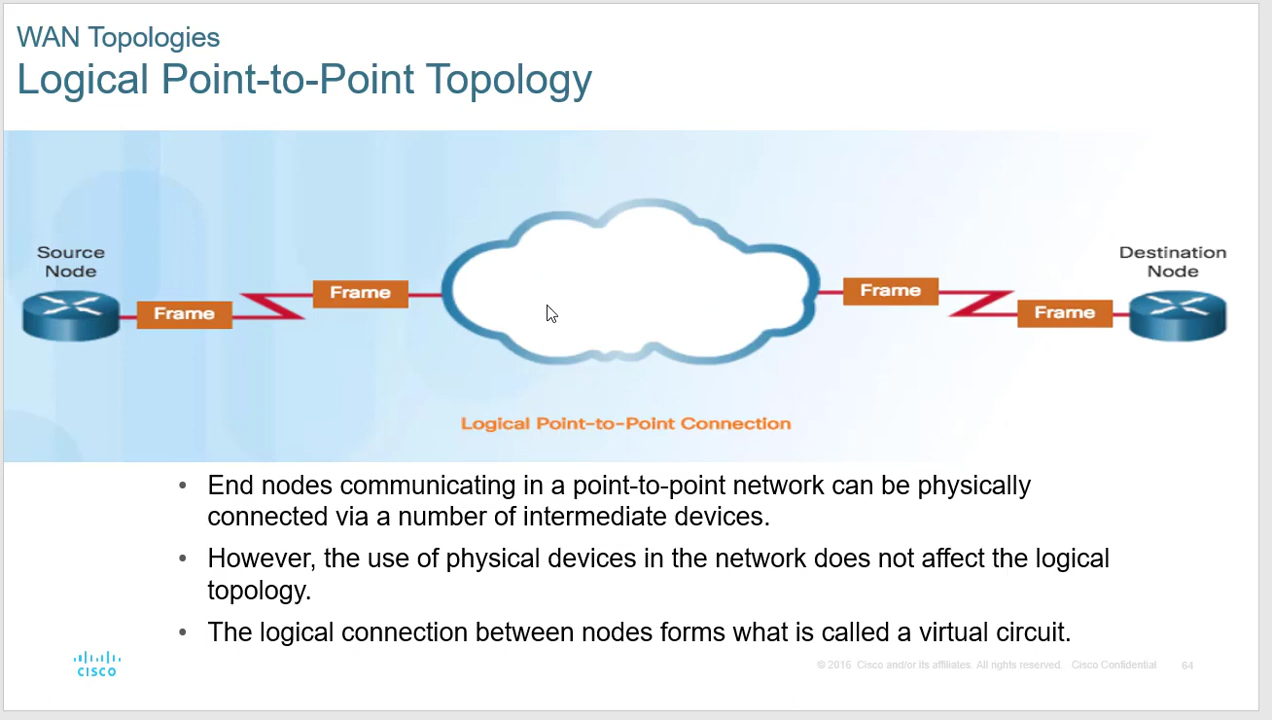 WAN Topologies
Logical Point-to-Point Topology
Source
Node
Destination
Node
Frame
Frame
Frame
Frame
Logical Point-to-Point Connection
• End nodes communicating in a point-to-point network can be physically
connected via a number of intermediate devices.
• However, the use of physical devices in the network does not affect the logical
topology.
• The logical connection between nodes forms what is called a virtual circuit.
CISCO
© 2016 Cisco and/or its affiliates. All rights reserved. Cisco Confidential 64